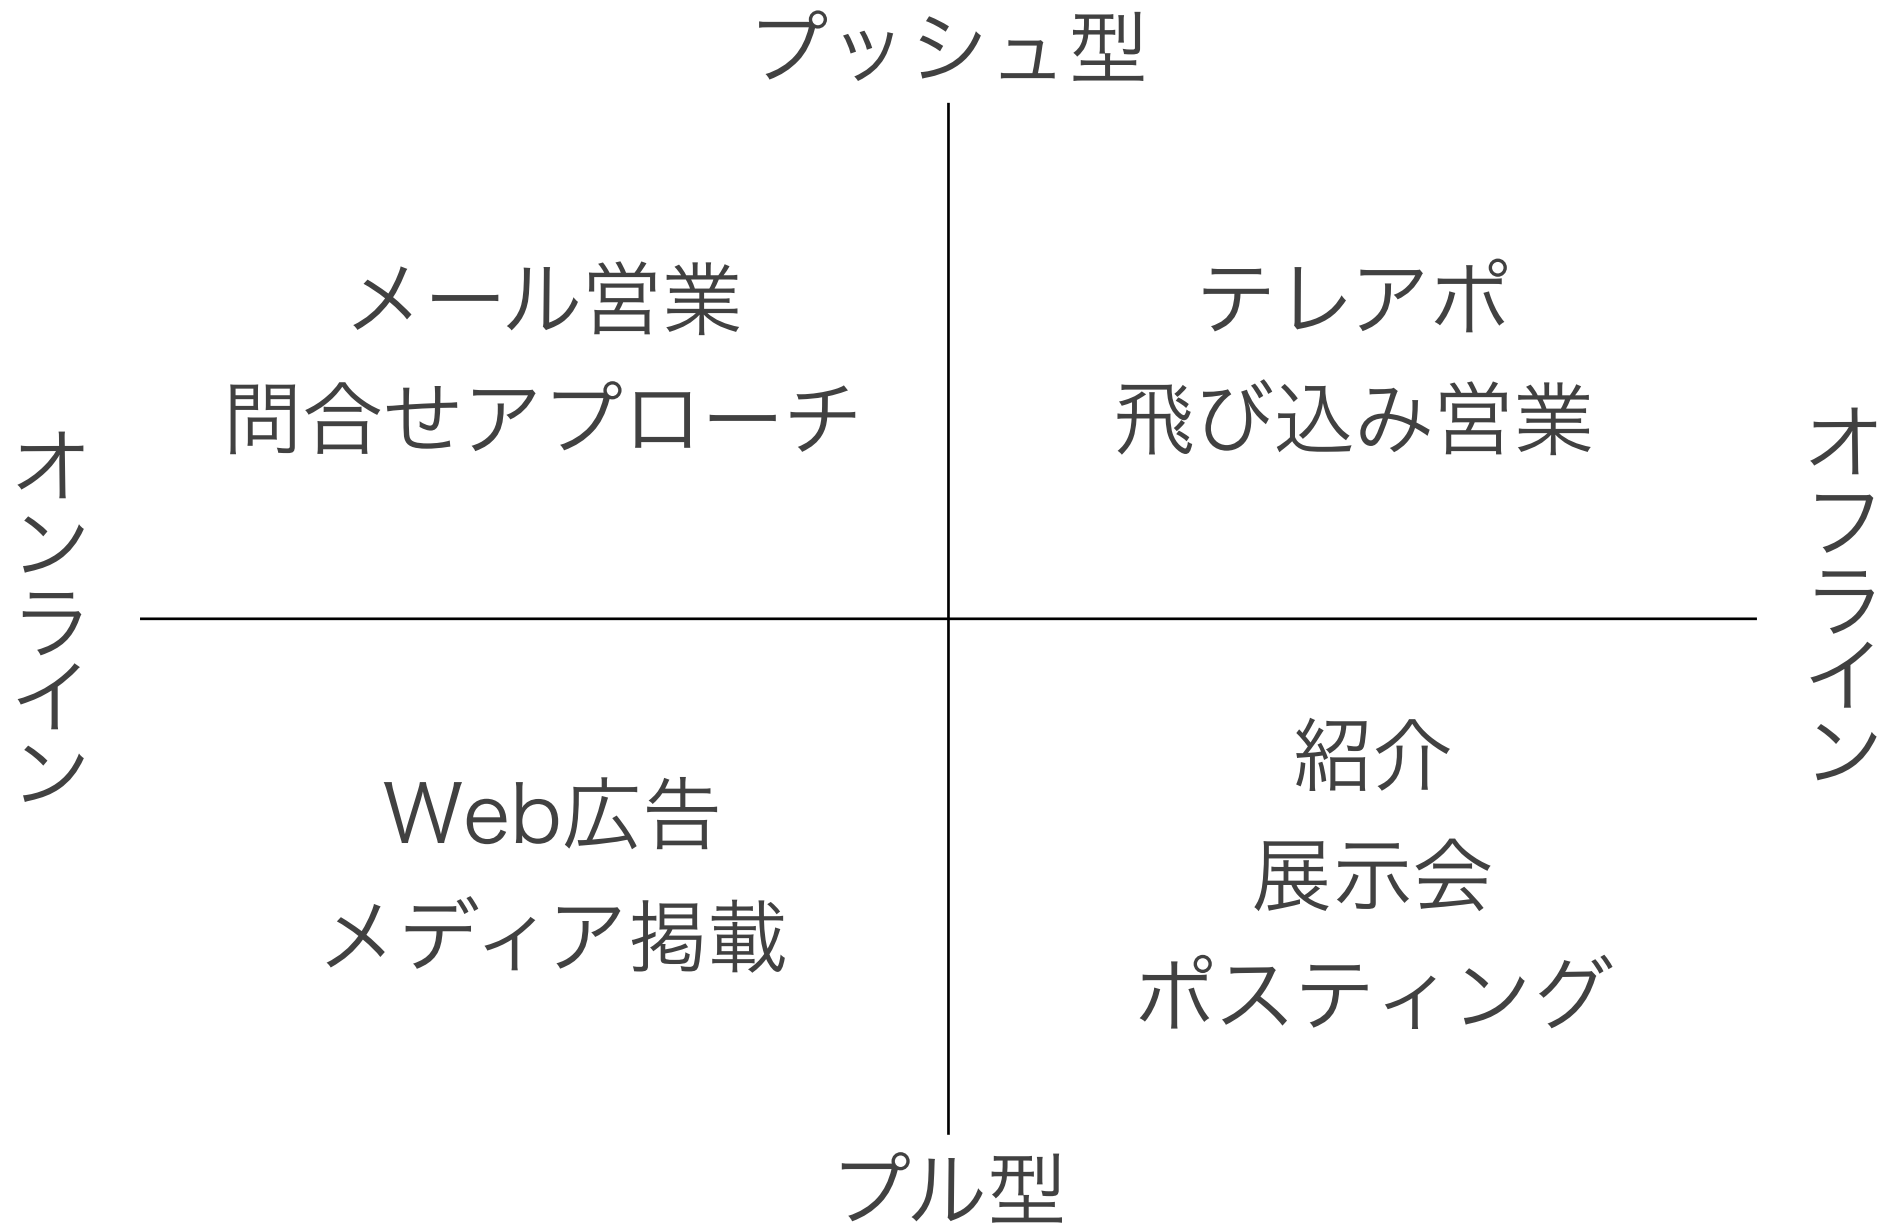 プッシュ型
メール営業
問合せアプローチ
テレアポ
飛び込み営業
オンライン
オフライン
Web広告
メディア掲載
紹介
展示会
ポスティング
プル型